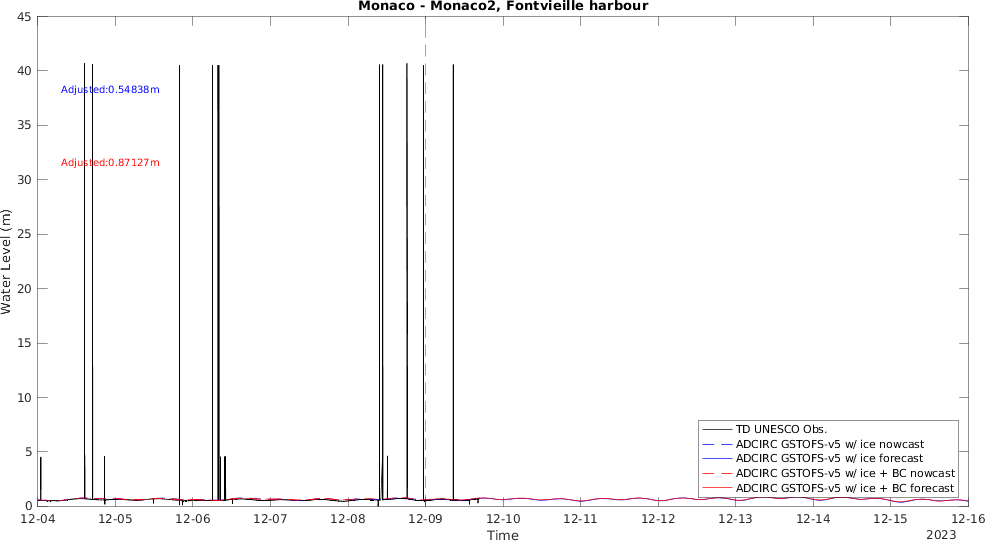 Monaco - Monaco2, Fontvieille harbour
45
40
35
30
25
20
15
10
5
0
Water Level (m)
Adjusted:0.54838m
Adjusted:0.87127m
TD UNESCO Obs.
ADCIRC GSTOFS-v5 w/ ice nowcast
ADCIRC GSTOFS-v5 w/ ice forecast
ADCIRC GSTOFS-v5 w/ ice + BC nowcast
ADCIRC GSTOFS-v5 w/ ice + BC forecast
12-04 12-05 12-06 12-07 12-08 12-09 12-10 12-11 12-12 12-13 12-14 12-15 12-16
Time
2023